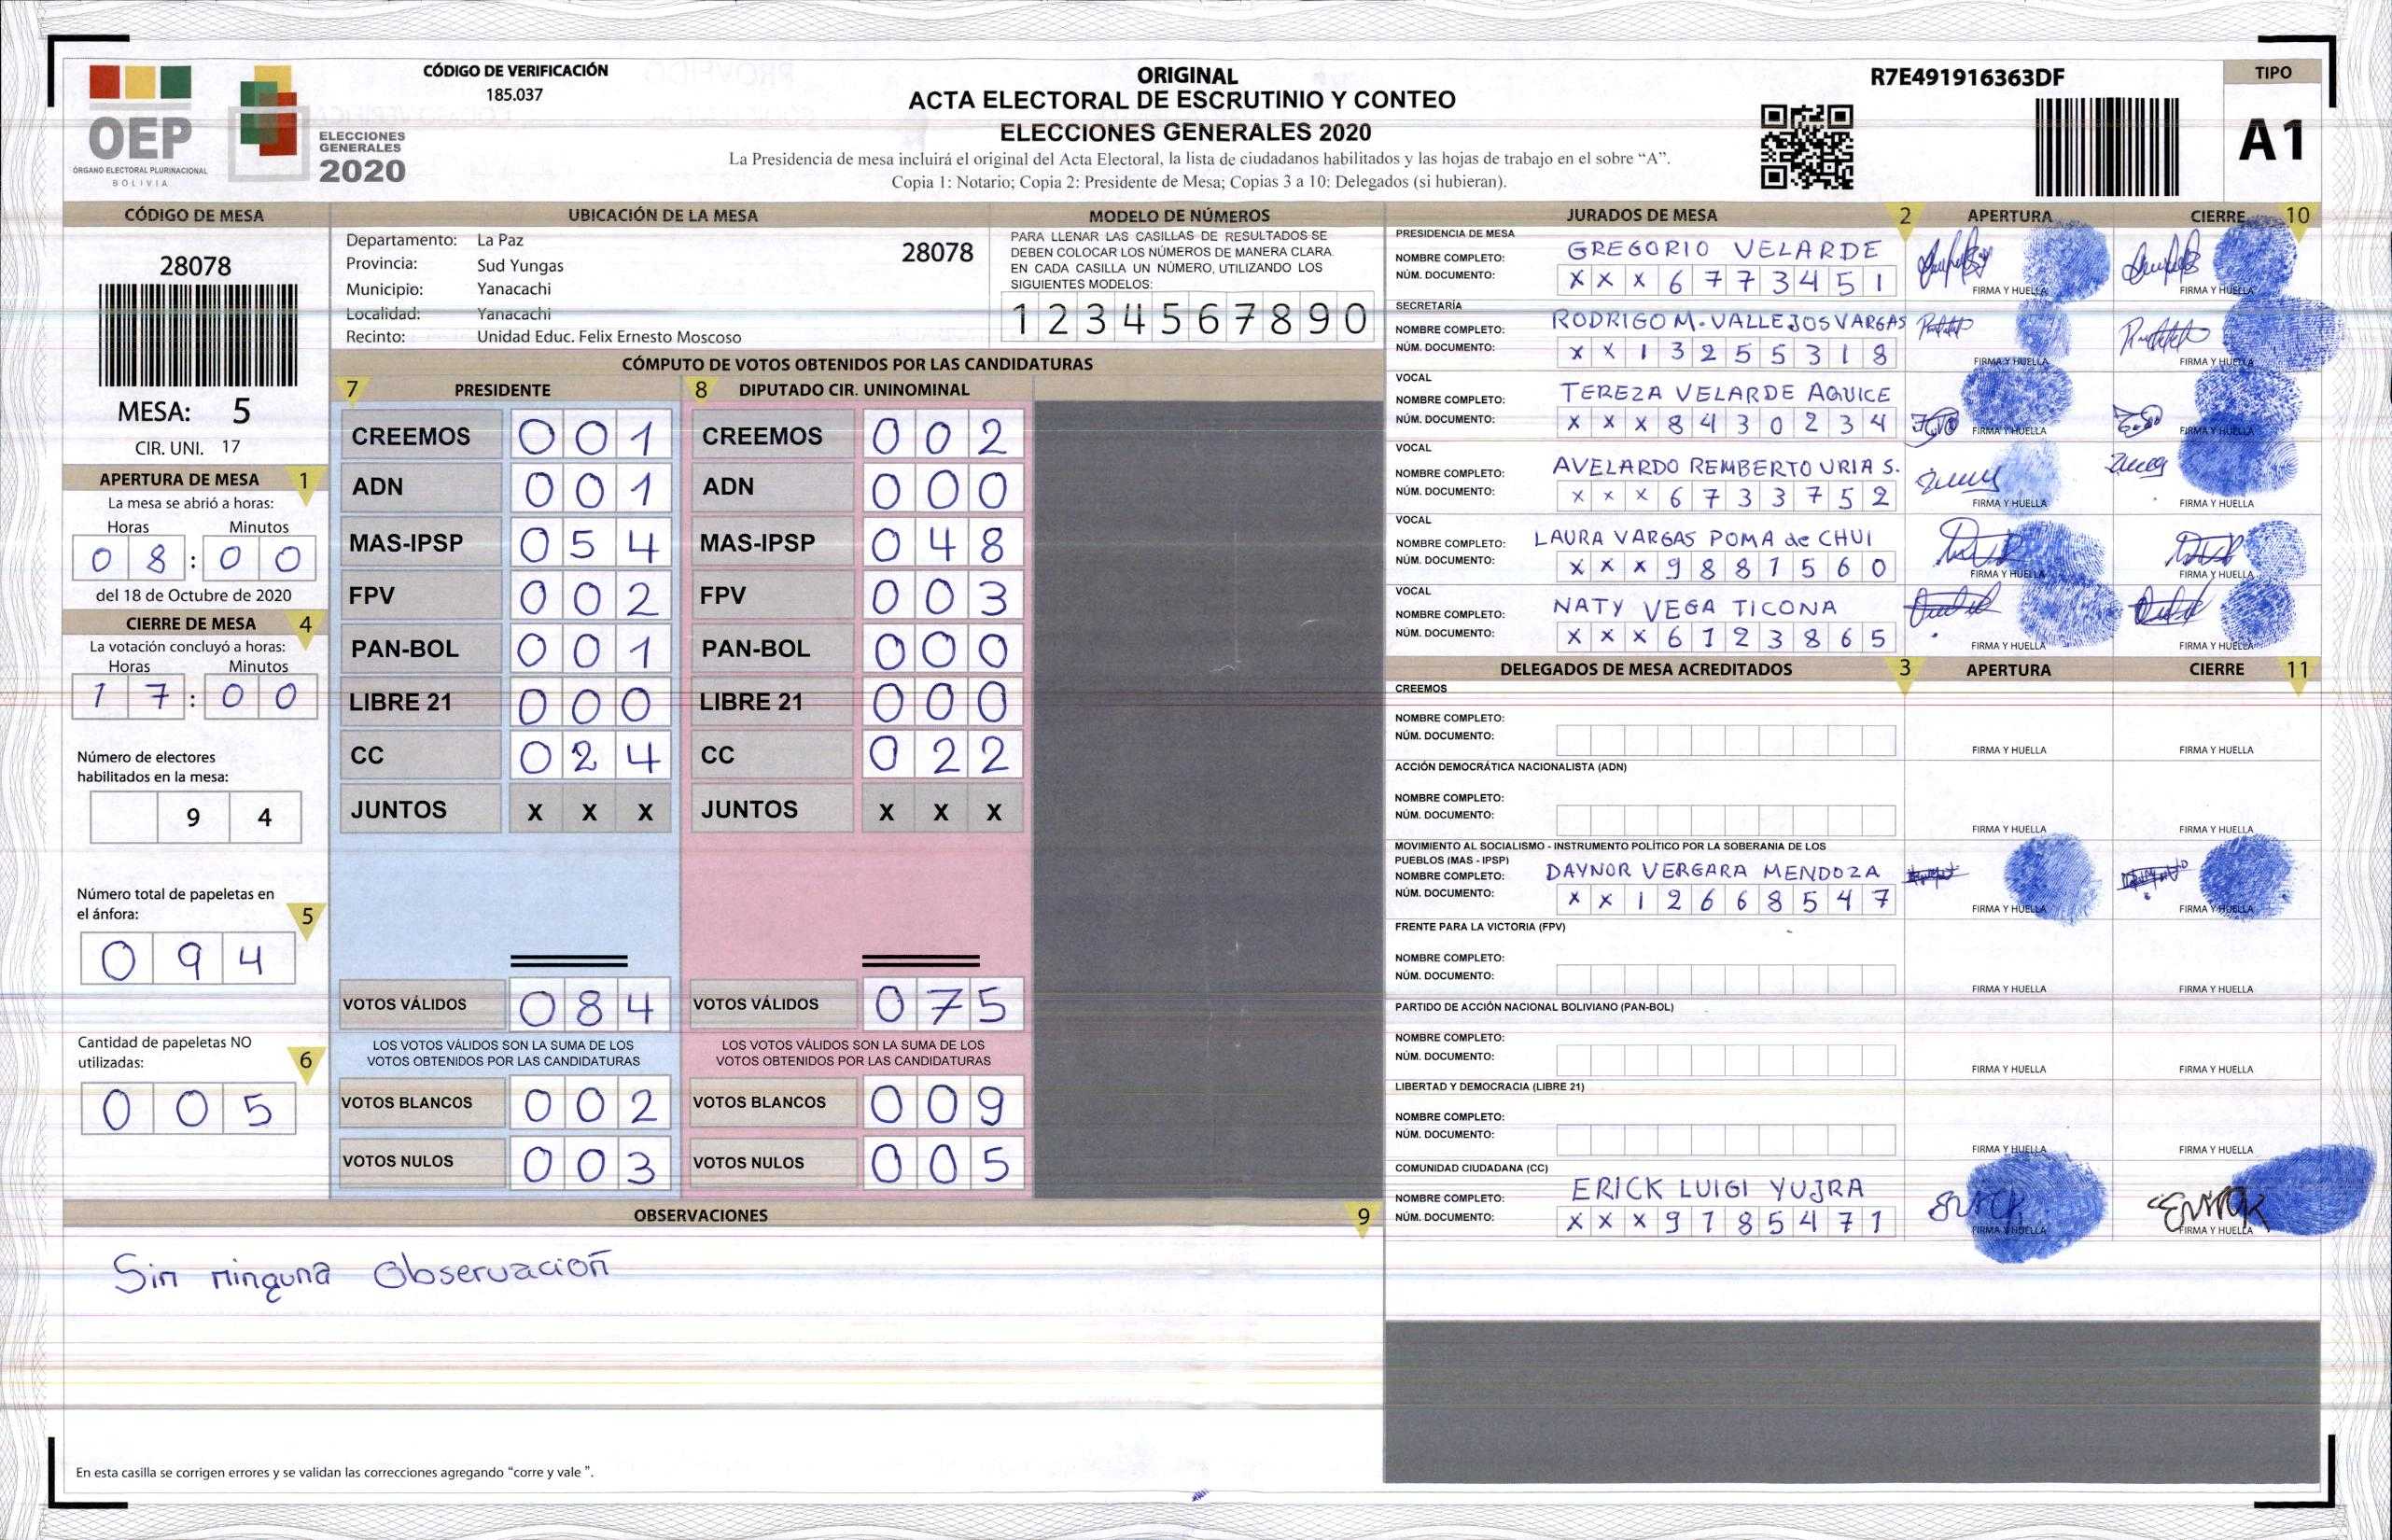 CÓDIGO DE VERIFICACIÓN
185.037
OEP
ÓRGANO ELECTORAL PLURINACIONAL
BOLIVIA
ELECCIONES
GENERALES
2020
ORIGINAL
ACTA ELECTORAL DE ESCRUTINIO Y CONTEO
ELECCIONES GENERALES 2020
La Presidencia de mesa incluirá el original del Acta Electoral, la lista de ciudadanos habilitados y las hojas de trabajo en el sobre “A”.
Copia 1: Notario; Copia 2: Presidente de Mesa; Copias 3 a 10: Delegados (si hubieran).
R7E491916363DF
TIPO
A1
CÓDIGO DE MESA
28078
MESA: 5
CIR. UNI. 17
APERTURA DE MESA 1
La mesa se abrió a horas:
Horas Minutos
0 8 : 0 0
del 18 de Octubre de 2020
CIERRE DE MESA 4
La votación concluyó a horas:
Horas Minutos
1 7 : 0 0
Número de electores
habilitados en la mesa:
9 4
Número total de papeletas en
el ánfora: 5
0 9 4
Cantidad de papeletas NO
utilizadas: 6
0 0 5
UBICACIÓN DE LA MESA
Departamento: La Paz 28078
Provincia: Sud Yungas
Municipio: Yanacachi
Localidad: Yanacachi
Recinto: Unidad Educ. Felix Ernesto Moscoso
MODELO DE NÚMEROS
PARA LLENAR LAS CASILLAS DE RESULTADOS SE
DEBEN COLOCAR LOS NÚMEROS DE MANERA CLARA
EN CADA CASILLA UN NÚMERO, UTILIZANDO LOS
SIGUIENTES MODELOS:
1 2 3 4 5 6 7 8 9 0
CÓMPUTO DE VOTOS OBTENIDOS POR LAS CANDIDATURAS
7 PRESIDENTE 8 DIPUTADO CIR. UNINOMINAL
CREEMOS 0 0 1 CREEMOS 0 0 2
ADN 0 0 1 ADN 0 0 0
MAS-IPSP 0 5 4 MAS-IPSP 0 4 8
FPV 0 0 2 FPV 0 0 3
PAN-BOL 0 0 1 PAN-BOL 0 0 0
LIBRE 21 0 0 0 LIBRE 21 0 0 0
CC 0 2 4 CC 0 2 2
JUNTOS X X X JUNTOS X X X
VOTOS VÁLIDOS 0 8 4 VOTOS VÁLIDOS 0 7 5
LOS VOTOS VÁLIDOS SON LA SUMA DE LOS LOS VOTOS VÁLIDOS SON LA SUMA DE LOS
VOTOS OBTENIDOS POR LAS CANDIDATURAS VOTOS OBTENIDOS POR LAS CANDIDATURAS
VOTOS BLANCOS 0 0 2 VOTOS BLANCOS 0 0 9
VOTOS NULOS 0 0 3 VOTOS NULOS 0 0 5
OBSERVACIONES 9
Sin ninguna Observación
En esta casilla se corrigen errores y se validan las correcciones agregando “corre y vale ”.
JURADOS DE MESA 2 APERTURA CIERRE 10
PRESIDENCIA DE MESA
NOMBRE COMPLETO: GREGORIO VELARDE
NÚM. DOCUMENTO: X X X 6 7 7 3 4 5 1 FIRMA Y HUELLA FIRMA Y HUELLA
SECRETARÍA
NOMBRE COMPLETO: RODRIGO M. VALLEJOS VARGAS
NÚM. DOCUMENTO: X X 1 3 2 5 5 3 1 8 FIRMA Y HUELLA FIRMA Y HUELLA
VOCAL
NOMBRE COMPLETO: TEREZA VELARDE AQUICE
NÚM. DOCUMENTO: X X X 8 4 3 0 2 3 4 FIRMA Y HUELLA FIRMA Y HUELLA
VOCAL
NOMBRE COMPLETO: AVELARDO REMBERTO URIA S.
NÚM. DOCUMENTO: X X X 6 7 3 3 7 5 2 FIRMA Y HUELLA FIRMA Y HUELLA
VOCAL
NOMBRE COMPLETO: LAURA VARGAS POMA de CHUI
NÚM. DOCUMENTO: X X X 9 8 8 1 5 6 0 FIRMA Y HUELLA FIRMA Y HUELLA
VOCAL
NOMBRE COMPLETO: NATY VEGA TICONA
NÚM. DOCUMENTO: X X X 6 1 2 3 8 6 5 FIRMA Y HUELLA FIRMA Y HUELLA
DELEGADOS DE MESA ACREDITADOS 3 APERTURA CIERRE 11
CREEMOS
NOMBRE COMPLETO:
NÚM. DOCUMENTO: FIRMA Y HUELLA FIRMA Y HUELLA
ACCIÓN DEMOCRÁTICA NACIONALISTA (ADN)
NOMBRE COMPLETO:
NÚM. DOCUMENTO: FIRMA Y HUELLA FIRMA Y HUELLA
MOVIMIENTO AL SOCIALISMO - INSTRUMENTO POLÍTICO POR LA SOBERANIA DE LOS
PUEBLOS (MAS - IPSP)
NOMBRE COMPLETO: DAYNOR VERGARA MENDOZA
NÚM. DOCUMENTO: X X 1 2 6 6 8 5 4 7 FIRMA Y HUELLA FIRMA Y HUELLA
FRENTE PARA LA VICTORIA (FPV)
NOMBRE COMPLETO:
NÚM. DOCUMENTO: FIRMA Y HUELLA FIRMA Y HUELLA
PARTIDO DE ACCIÓN NACIONAL BOLIVIANO (PAN-BOL)
NOMBRE COMPLETO:
NÚM. DOCUMENTO: FIRMA Y HUELLA FIRMA Y HUELLA
LIBERTAD Y DEMOCRACIA (LIBRE 21)
NOMBRE COMPLETO:
NÚM. DOCUMENTO: FIRMA Y HUELLA FIRMA Y HUELLA
COMUNIDAD CIUDADANA (CC)
NOMBRE COMPLETO: ERICK LUIGI YUJRA
NÚM. DOCUMENTO: X X X 9 1 8 5 4 7 1 FIRMA Y HUELLA FIRMA Y HUELLA